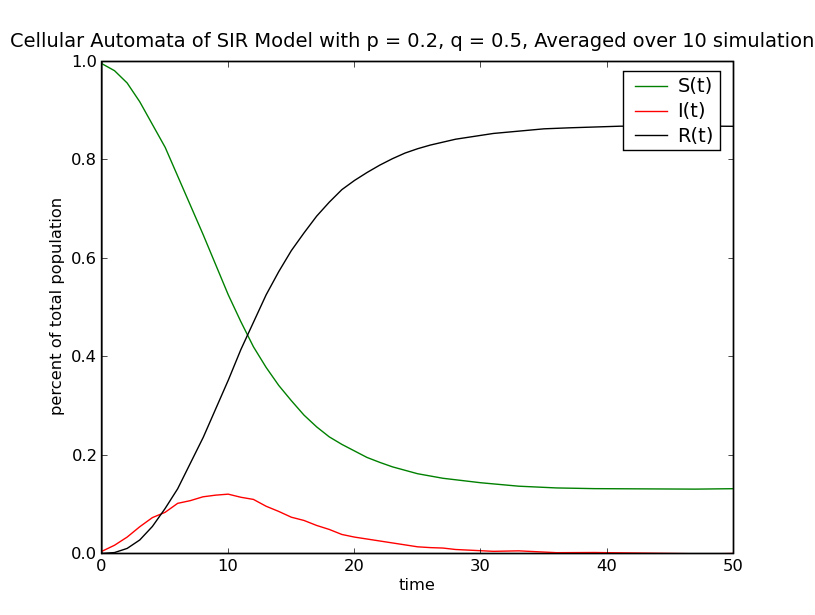 Cellular Automata of SIR Model with p = 0.2, q = 0.5, Averaged over 10 simulation
1.0
0.8
0.6
0.4
0.2
0.0
percent of total population
S(t)
I(t)
R(t)
0 10 20 30 40 50
time